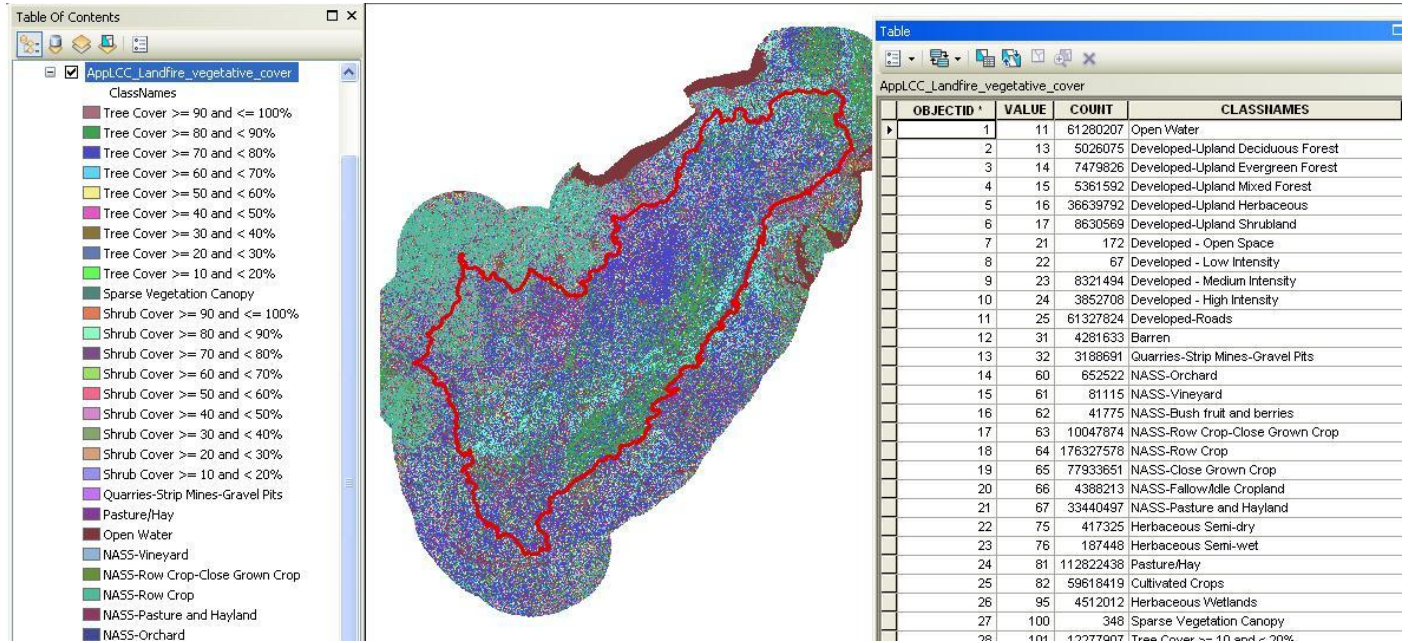 Table Of Contents
AppLCC_Landfire_vegetative_cover
ClassNames
Tree Cover >= 90 and <= 100%
Tree Cover >= 80 and < 90%
Tree Cover >= 70 and < 80%
Tree Cover >= 60 and < 70%
Tree Cover >= 50 and < 60%
Tree Cover >= 40 and < 50%
Tree Cover >= 30 and < 40%
Tree Cover >= 20 and < 30%
Tree Cover >= 10 and < 20%
Sparse Vegetation Canopy
Shrub Cover >= 90 and <= 100%
Shrub Cover >= 80 and < 90%
Shrub Cover >= 70 and < 80%
Shrub Cover >= 60 and < 70%
Shrub Cover >= 50 and < 60%
Shrub Cover >= 40 and < 50%
Shrub Cover >= 30 and < 40%
Shrub Cover >= 20 and < 30%
Shrub Cover >= 10 and < 20%
Quarries-Strip Mines-Gravel Pits
Pasture/Hay
Open Water
NASS-Vineyard
NASS-Row Crop-Close Grown Crop
NASS-Row Crop
NASS-Pasture and Hayland
NASS-Orchard
Table
AppLCC_Landfire_vegetative_cover
OBJECTID * VALUE COUNT CLASSNAMES
1 11 61280207 Open Water
2 13 5026075 Developed-Upland Deciduous Forest
3 14 7479826 Developed-Upland Evergreen Forest
4 15 5361592 Developed-Upland Mixed Forest
5 16 36639792 Developed-Upland Herbaceous
6 17 8630569 Developed-Upland Shrubland
7 21 172 Developed - Open Space
8 22 67 Developed - Low Intensity
9 23 8321494 Developed - Medium Intensity
10 24 3852708 Developed - High Intensity
11 25 61327824 Developed-Roads
12 31 4281633 Barren
13 32 3188691 Quarries-Strip Mines-Gravel Pits
14 60 652522 NASS-Orchard
15 61 81115 NASS-Vineyard
16 62 41775 NASS-Bush fruit and berries
17 63 10047874 NASS-Row Crop-Close Grown Crop
18 64 176327578 NASS-Row Crop
19 65 77933651 NASS-Close Grown Crop
20 66 4388213 NASS-Fallow/Idle Cropland
21 67 33440497 NASS-Pasture and Hayland
22 75 417325 Herbaceous Semi-dry
23 76 187448 Herbaceous Semi-wet
24 81 112822438 Pasture/Hay
25 82 59618419 Cultivated Crops
26 95 4512012 Herbaceous Wetlands
27 100 348 Sparse Vegetation Canopy
28 101 12277907 Tree Cover >= 10 and < 20%